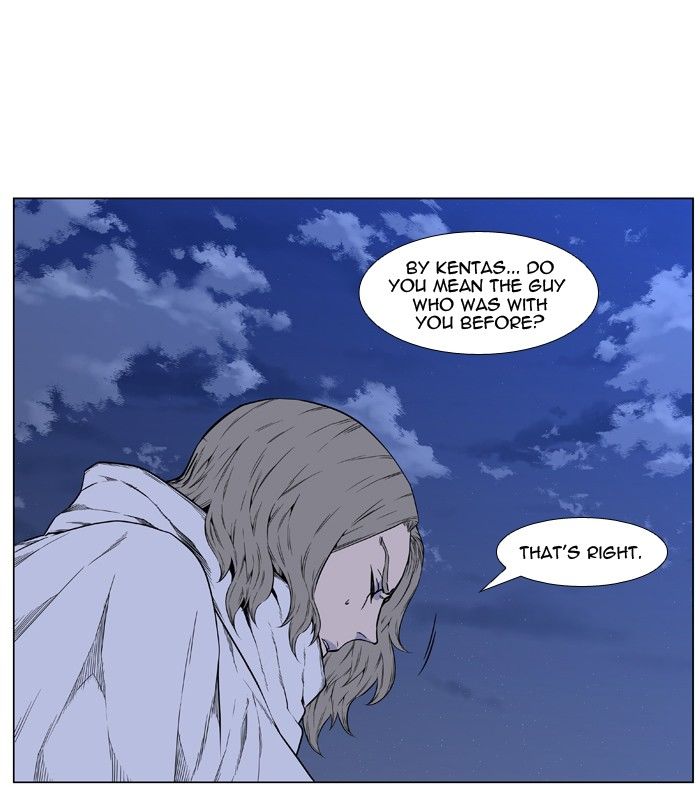 BY KENTAS... DO
YOU MEAN THE GUY
WHO WAS WITH
YOU BEFORE?
THAT'S RIGHT.